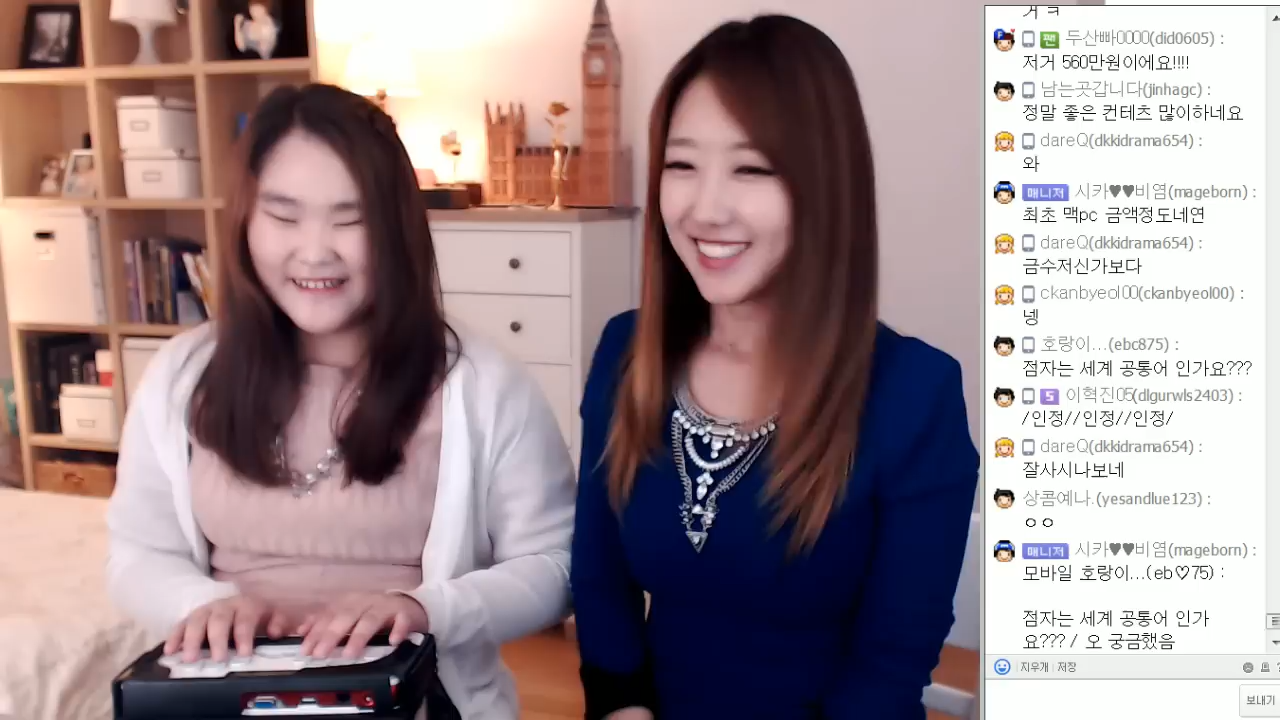 거 ㅋ
팬 두산빠0000(did0605) :
저거 560만원이에요!!!!
남는곳갑니다(jinhagc) :
정말 좋은 컨테츠 많이하네요
dareQ(dkkidrama654) :
와
매니저 시카♥♥비염(mageborn) :
최초 맥pc 금액정도네연
dareQ(dkkidrama654) :
금수저신가보다
ckanbyeol00(ckanbyeol00) :
넹
호랑이...(ebc875) :
점자는 세계 공통어 인가요???
S 이혁진05(dlgurwls2403) :
/인정//인정//인정/
dareQ(dkkidrama654) :
잘사시나보네
상콤예나.(yesandlue123) :
ㅇㅇ
매니저 시카♥♥비염(mageborn) :
모바일 호랑이...(eb♡75) :
점자는 세계 공통어 인가
요??? / 오 궁금했음
지우개 저장
보내기